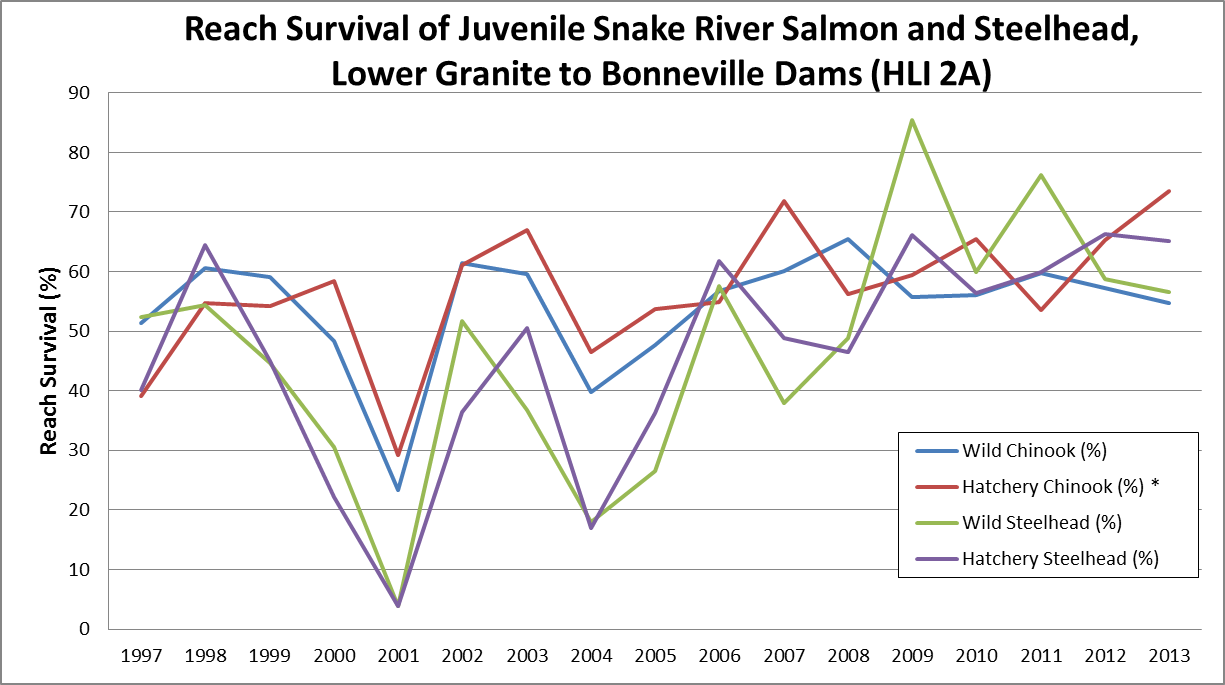 Reach Survival of Juvenile Snake River Salmon and Steelhead,
Lower Granite to Bonneville Dams (HLI 2A)
90
80
70
60
50
40
30
20
10
0
Reach Survival (%)
Wild Chinook (%)
Hatchery Chinook (%) *
Wild Steelhead (%)
Hatchery Steelhead (%)
1997 1998 1999 2000 2001 2002 2003 2004 2005 2006 2007 2008 2009 2010 2011 2012 2013